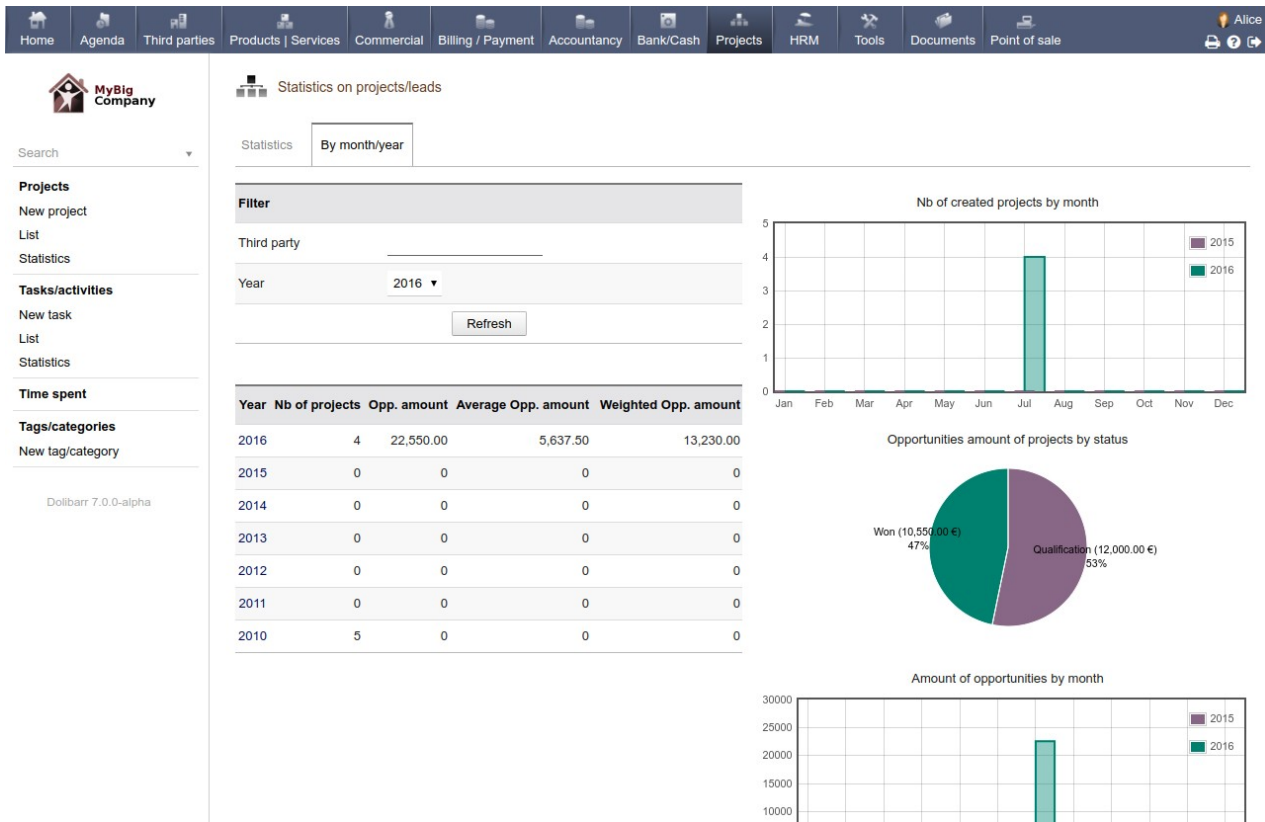 Home Agenda Third parties Products | Services Commercial Billing / Payment Accountancy Bank/Cash Projects HRM Tools Documents Point of sale Alice
MyBig
Company
Search
Projects
New project
List
Statistics
Tasks/activities
New task
List
Statistics
Time spent
Tags/categories
New tag/category
Dolibarr 7.0.0-alpha
Statistics on projects/leads
Statistics By month/year
Filter
Third party
Year 2016
Refresh
Year Nb of projects Opp. amount Average Opp. amount Weighted Opp. amount
2016 4 22,550.00 5,637.50 13,230.00
2015 0 0 0 0
2014 0 0 0 0
2013 0 0 0 0
2012 0 0 0 0
2011 0 0 0 0
2010 5 0 0 0
Nb of created projects by month
5
4
3
2
1
0
2015
2016
Jan Feb Mar Apr May Jun Jul Aug Sep Oct Nov Dec
Opportunities amount of projects by status
Won (10,550.00 €)
47%
Qualification (12,000.00 €)
53%
Amount of opportunities by month
30000
25000
20000
15000
10000
2015
2016